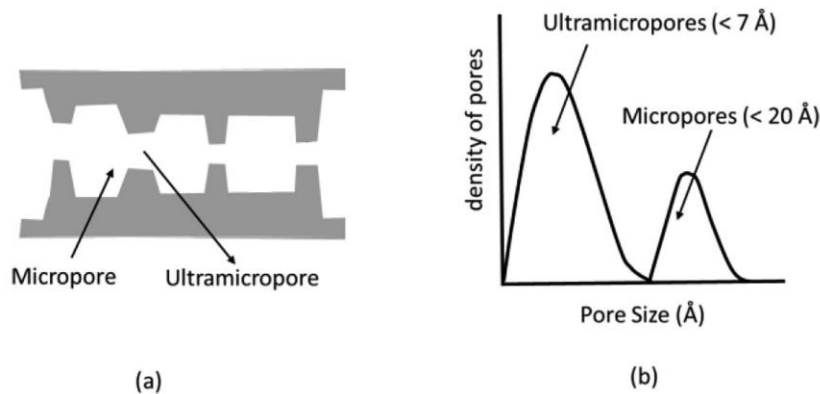 Micropore
Ultramicropore
(a)
Ultramicropores (< 7 Å)
Micropores (< 20 Å)
density of pores
Pore Size (Å)
(b)